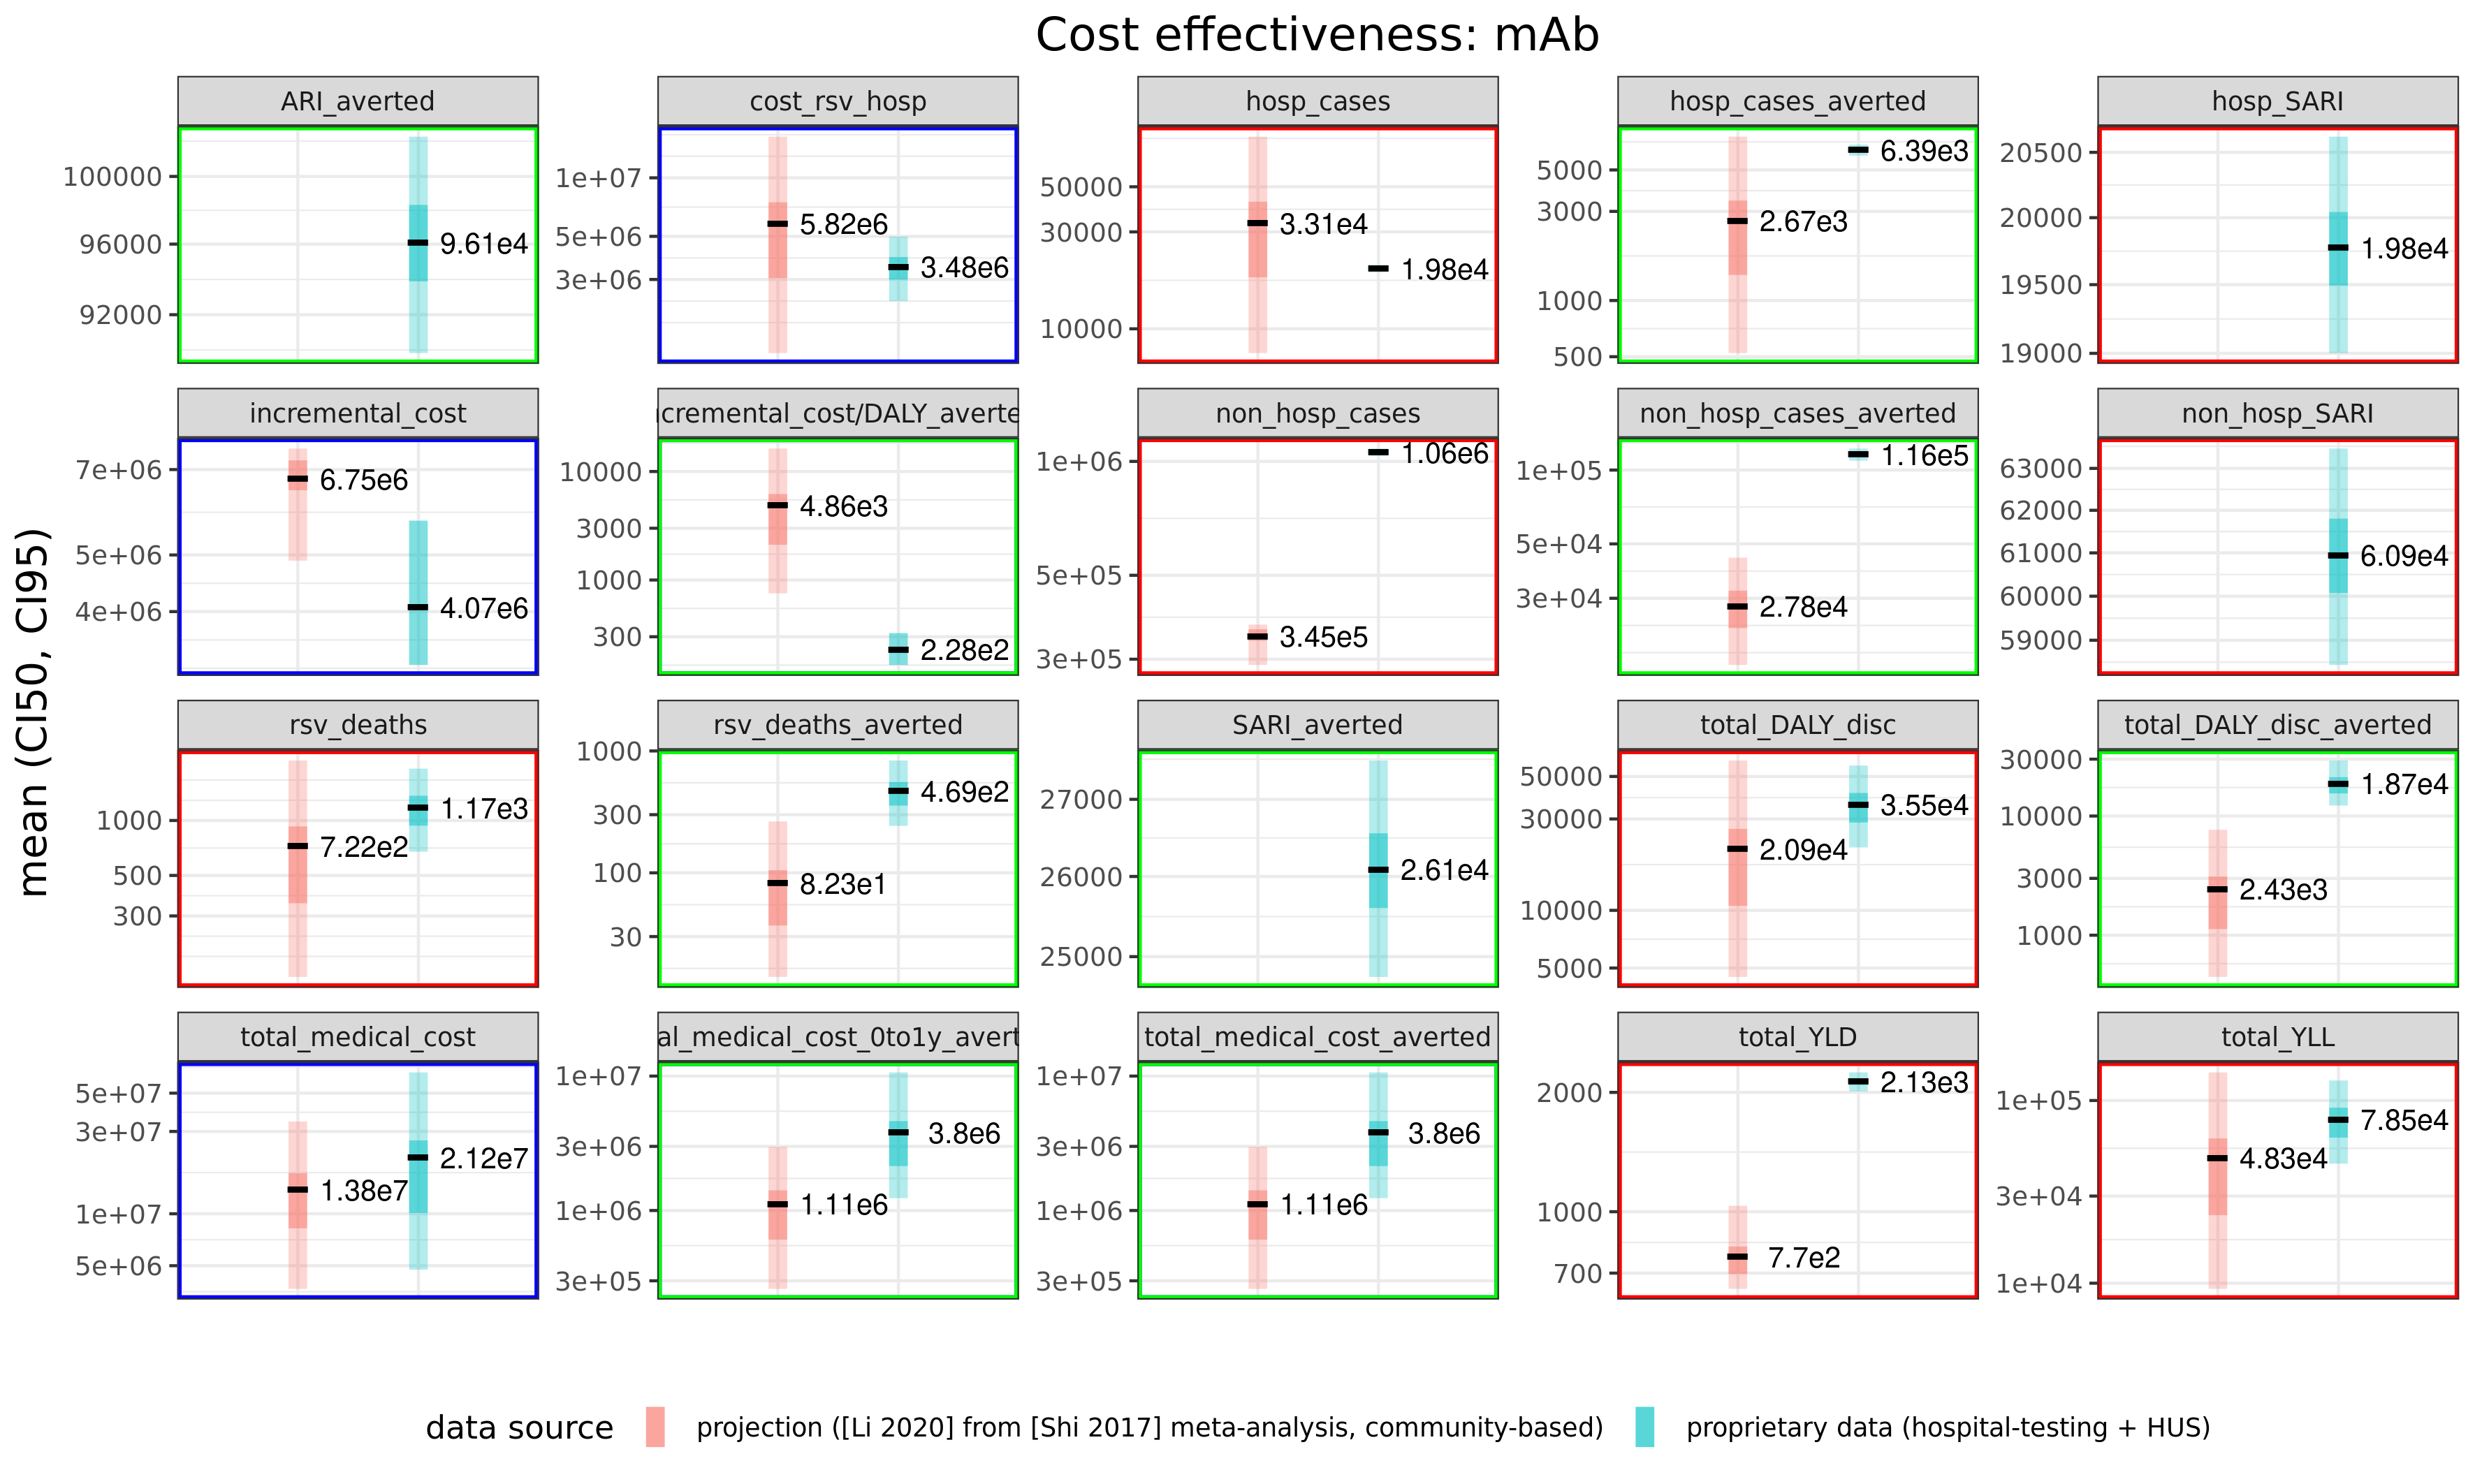 Cost effectiveness: mAb
mean (CI50, CI95)
ARI_averted
100000
96000
92000
9.61e4
cost_rsv_hosp
1e+07
5e+06
3e+06
5.82e6
3.48e6
hosp_cases
50000
30000
10000
3.31e4
1.98e4
hosp_cases_averted
5000
3000
1000
500
2.67e3
6.39e3
hosp_SARI
20500
20000
19500
19000
1.98e4
incremental_cost
7e+06
5e+06
4e+06
6.75e6
4.07e6
ncremental_cost/DALY_averte
10000
3000
1000
300
4.86e3
2.28e2
non_hosp_cases
1e+06
5e+05
3e+05
3.45e5
1.06e6
non_hosp_cases_averted
1e+05
5e+04
3e+04
2.78e4
1.16e5
non_hosp_SARI
63000
62000
61000
60000
59000
6.09e4
rsv_deaths
1000
500
300
7.22e2
1.17e3
rsv_deaths_averted
1000
300
100
30
8.23e1
4.69e2
SARI_averted
27000
26000
25000
2.61e4
total_DALY_disc
50000
30000
10000
5000
2.09e4
3.55e4
total_DALY_disc_averted
30000
10000
3000
1000
2.43e3
1.87e4
total_medical_cost
5e+07
3e+07
1e+07
5e+06
1.38e7
2.12e7
al_medical_cost_0to1y_avert
1e+07
3e+06
1e+06
3e+05
1.11e6
3.8e6
total_medical_cost_averted
1e+07
3e+06
1e+06
3e+05
1.11e6
3.8e6
total_YLD
2000
1000
700
7.7e2
2.13e3
total_YLL
1e+05
3e+04
1e+04
4.83e4
7.85e4
data source
projection ([Li 2020] from [Shi 2017] meta-analysis, community-based)
proprietary data (hospital-testing + HUS)